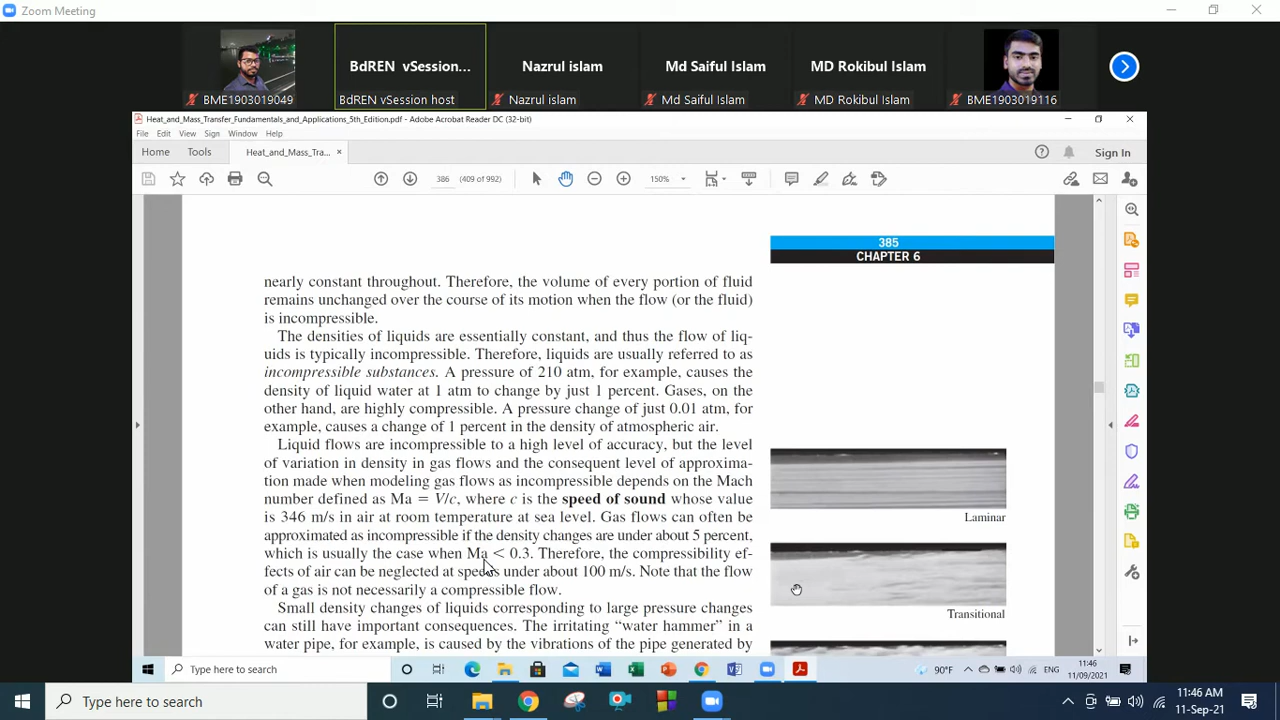 Zoom Meeting
BdREN vSession...
Nazrul islam
Md Saiful Islam
MD Rokibul Islam
BME1903019049
BdREN vSession host
Nazrul islam
Md Saiful Islam
MD Rokibul Islam
BME1903019116
Heat_and_Mass_Transfer_Fundamentals_and_Applications_5th_Edition.pdf - Adobe Acrobat Reader DC (32-bit)
File Edit View Sign Window Help
Home Tools Heat_and_Mass_Tra... × Sign In
386 (409 of 992) 150%
385
CHAPTER 6
nearly constant throughout. Therefore, the volume of every portion of fluid
remains unchanged over the course of its motion when the flow (or the fluid)
is incompressible.
The densities of liquids are essentially constant, and thus the flow of liq-
uids is typically incompressible. Therefore, liquids are usually referred to as
incompressible substances. A pressure of 210 atm, for example, causes the
density of liquid water at 1 atm to change by just 1 percent. Gases, on the
other hand, are highly compressible. A pressure change of just 0.01 atm, for
example, causes a change of 1 percent in the density of atmospheric air.
Liquid flows are incompressible to a high level of accuracy, but the level
of variation in density in gas flows and the consequent level of approxima-
tion made when modeling gas flows as incompressible depends on the Mach
number defined as Ma = V/c, where c is the speed of sound whose value
is 346 m/s in air at room temperature at sea level. Gas flows can often be
approximated as incompressible if the density changes are under about 5 percent,
which is usually the case when Ma < 0.3. Therefore, the compressibility ef-
fects of air can be neglected at speeds under about 100 m/s. Note that the flow
of a gas is not necessarily a compressible flow.
Small density changes of liquids corresponding to large pressure changes
can still have important consequences. The irritating “water hammer” in a
water pipe, for example, is caused by the vibrations of the pipe generated by
Laminar
Transitional
Type here to search
90°F
ENG
11:46
11/09/2021
Type here to search
11:46 AM
11-Sep-21